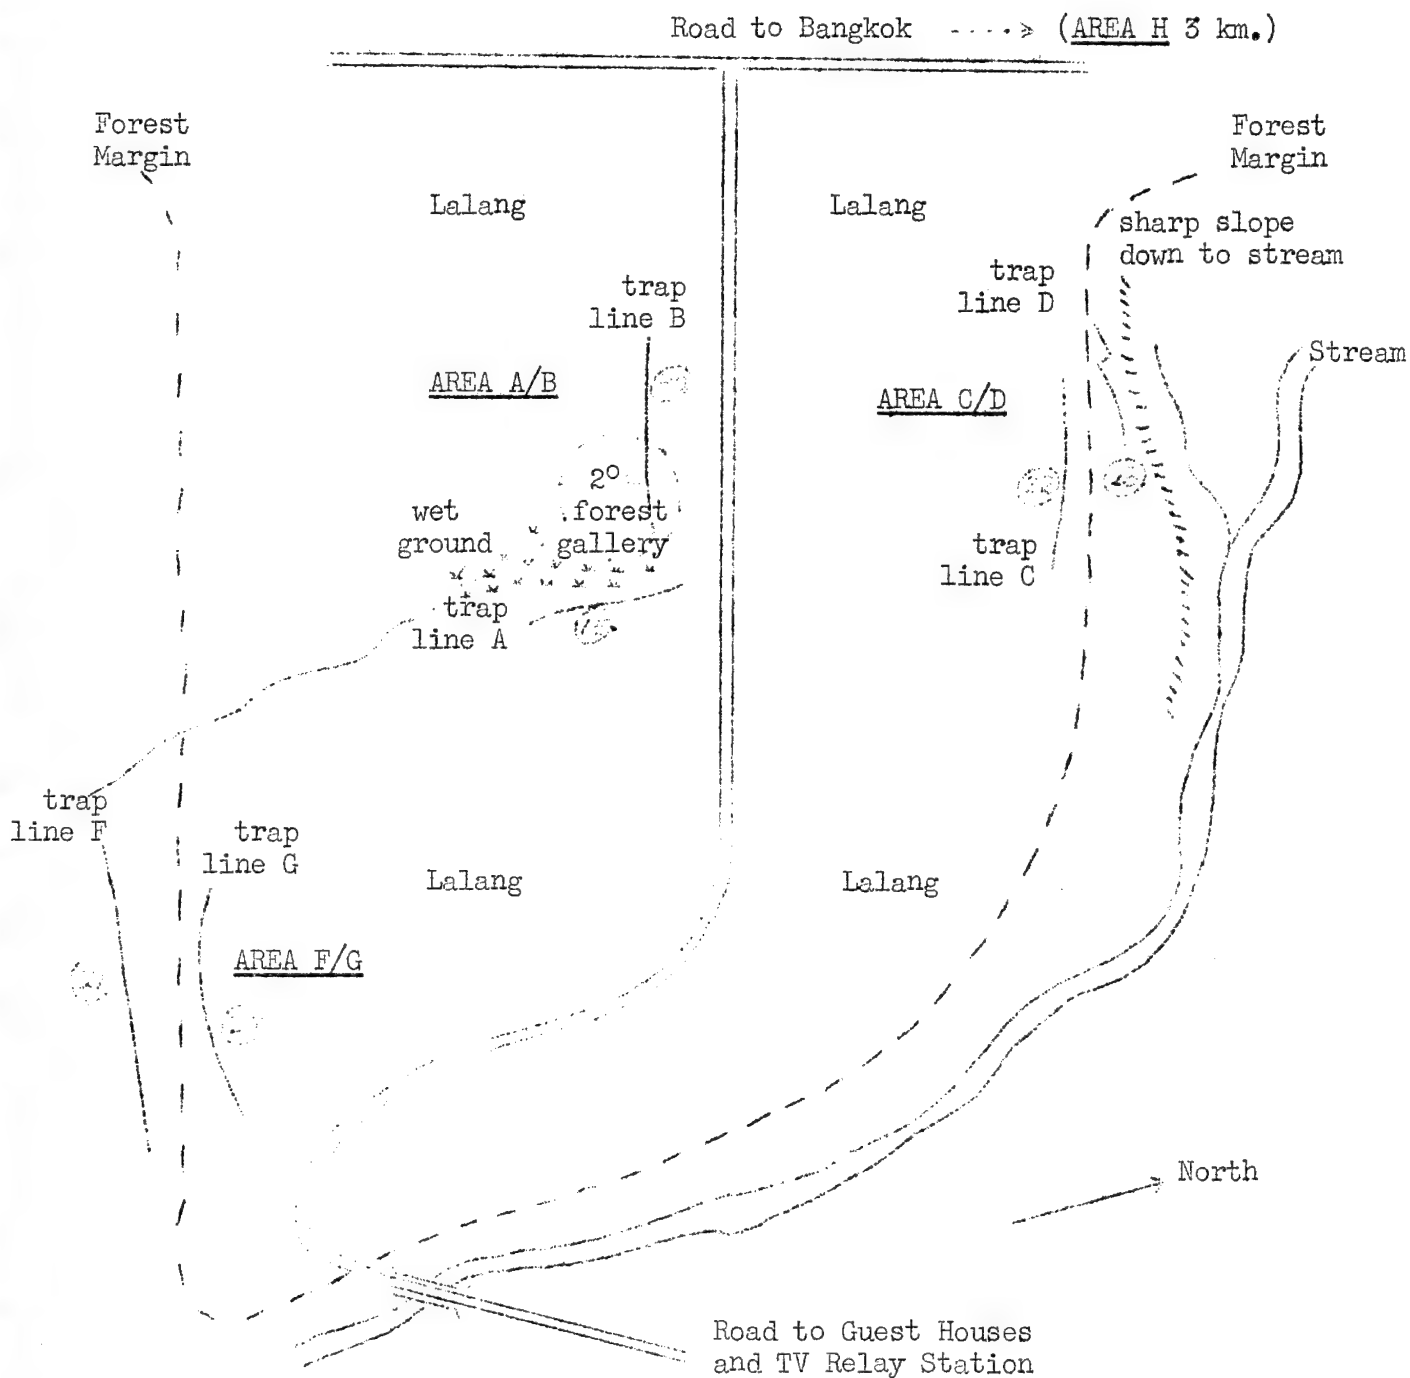 Road to Bangkok ----> (AREA H 3 km.)
Forest
Margin
Forest
Margin
Lalang
Lalang
sharp slope
down to stream
trap
line B
trap
line D
Stream
AREA A/B
AREA C/D
2º
forest
gallery
wet
ground
trap
line C
trap
line A
trap
line F
trap
line G
Lalang
Lalang
AREA F/G
North
Road to Guest Houses
and TV Relay Station